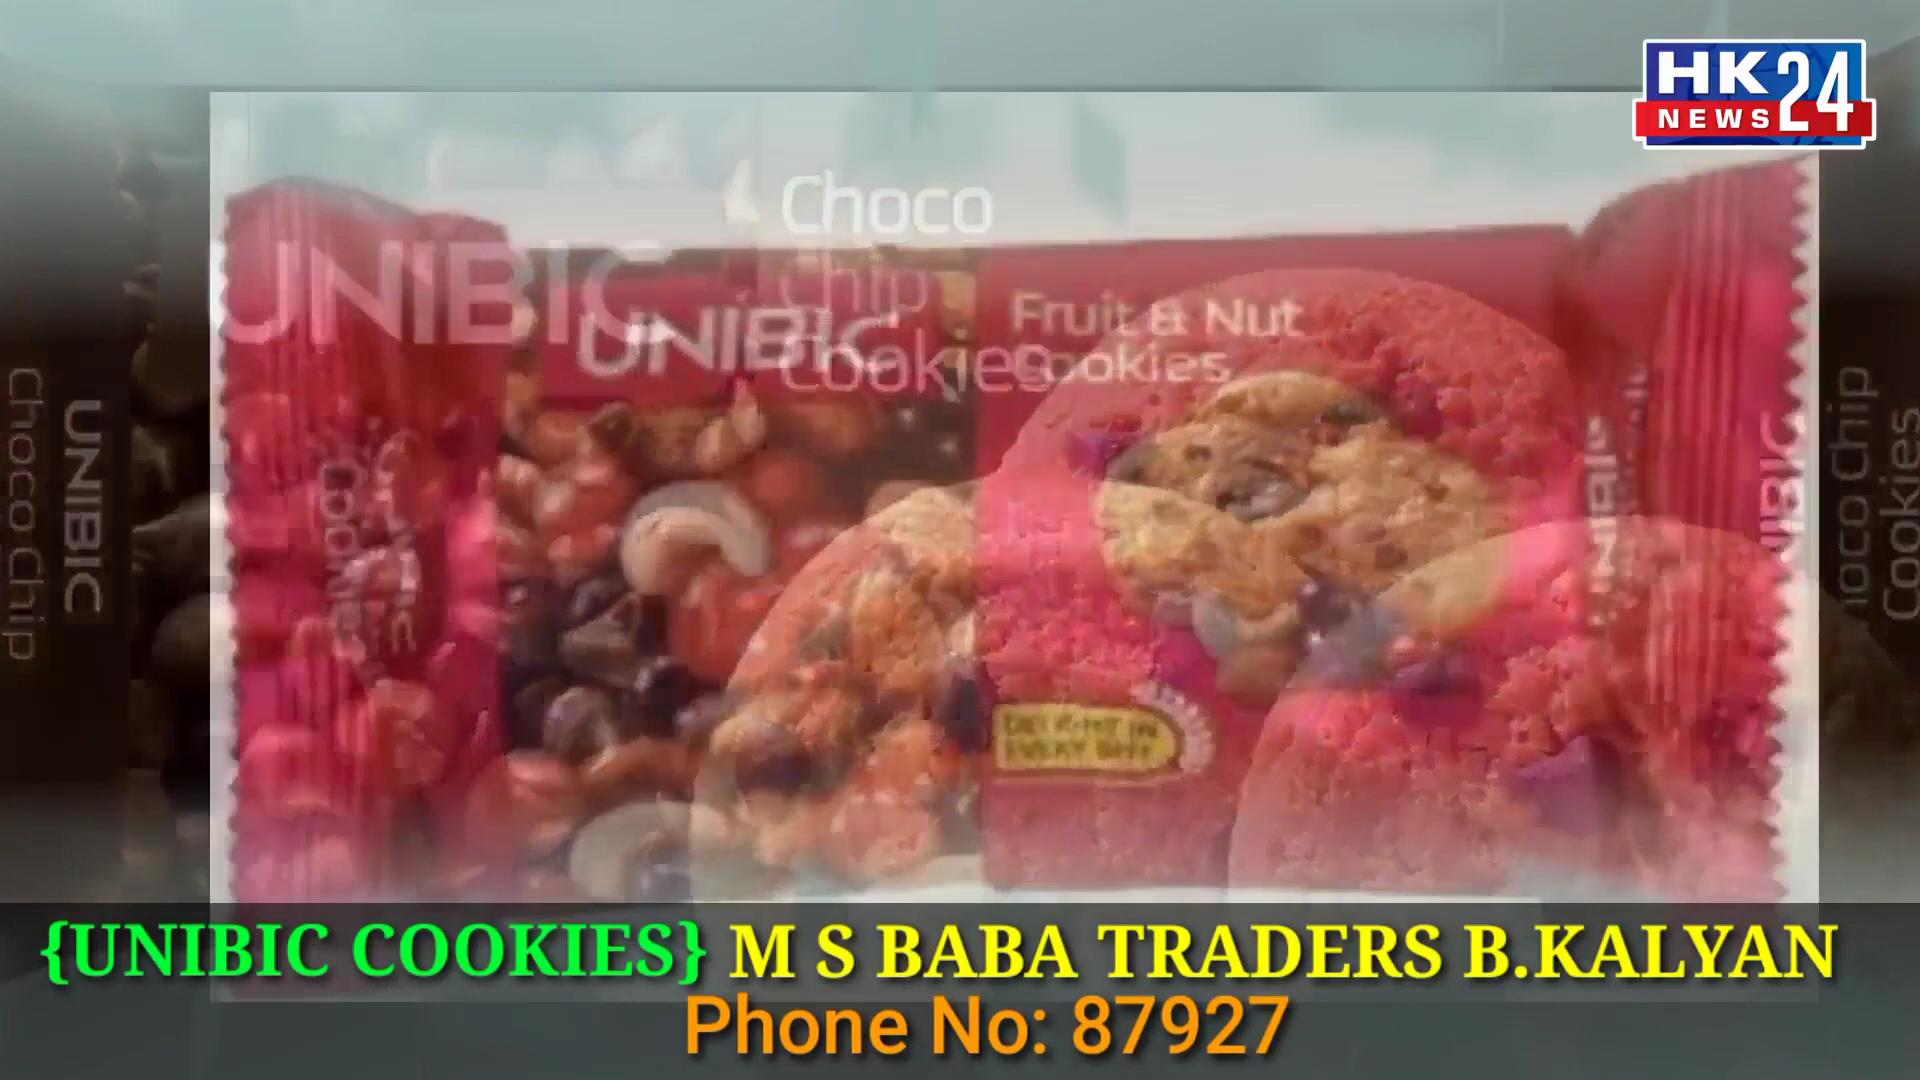 HK 24
NEWS
Choco
Chip
Cookies
UNIBIC
UNIBIC
Fruit & Nut
Cookies
Choco Chip
UNIBIC
UNIBIC
Choco Chip
Cookies
{UNIBIC COOKIES} M S BABA TRADERS B.KALYAN
Phone No: 87927